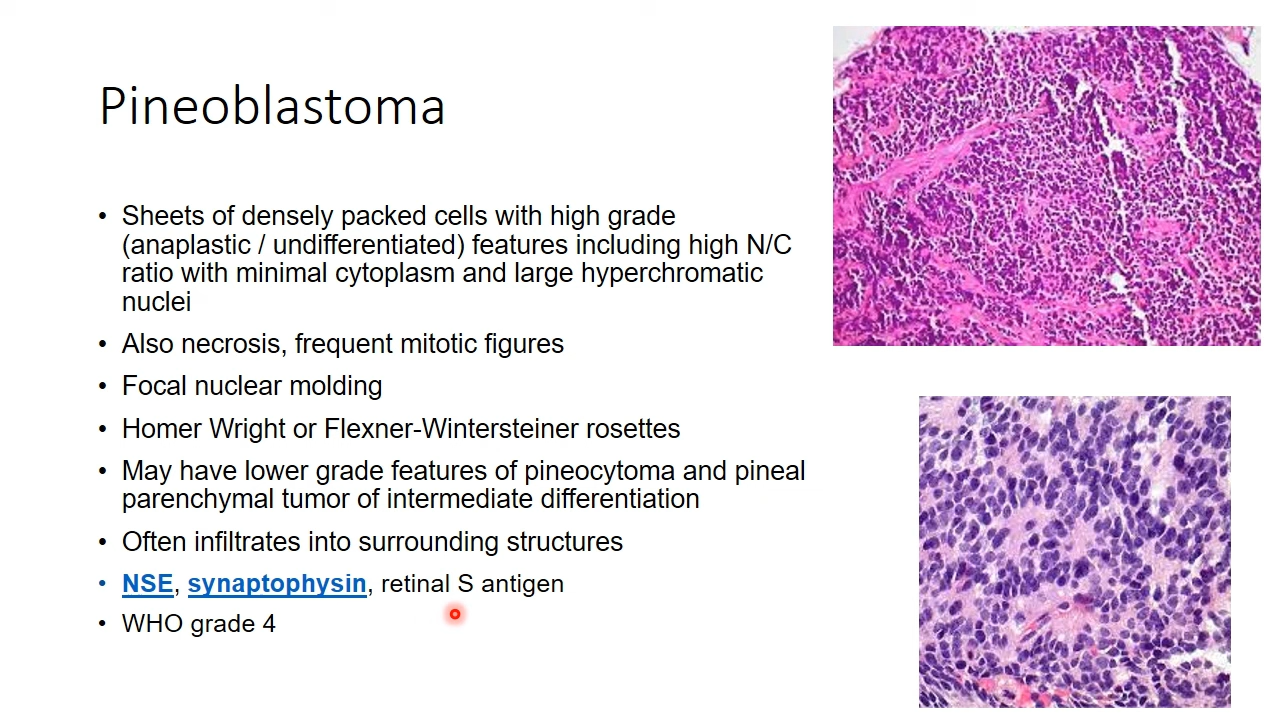 Pineoblastoma
• Sheets of densely packed cells with high grade
(anaplastic / undifferentiated) features including high N/C
ratio with minimal cytoplasm and large hyperchromatic
nuclei
• Also necrosis, frequent mitotic figures
• Focal nuclear molding
• Homer Wright or Flexner-Wintersteiner rosettes
• May have lower grade features of pineocytoma and pineal
parenchymal tumor of intermediate differentiation
• Often infiltrates into surrounding structures
• NSE, synaptophysin, retinal S antigen
• WHO grade 4